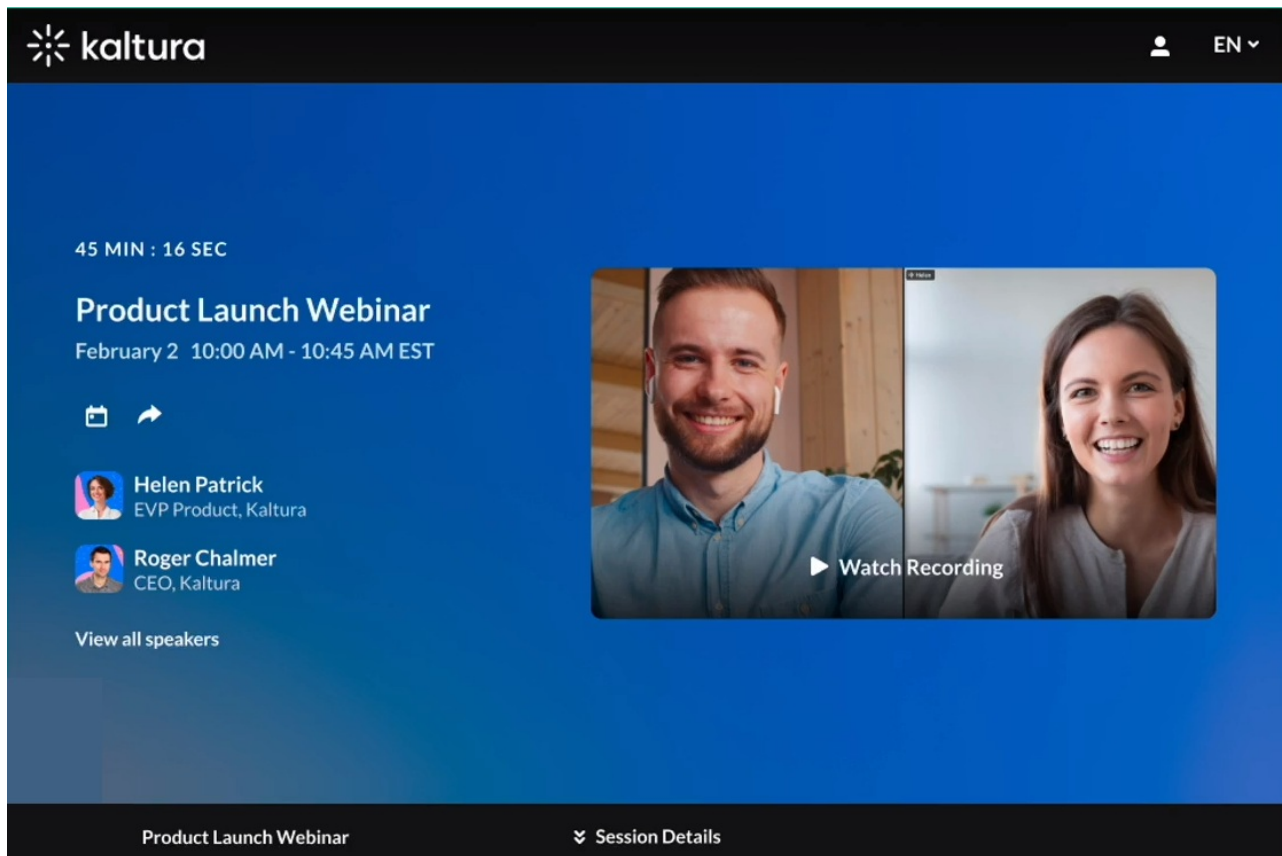 kaltura
EN
45 MIN : 16 SEC
Product Launch Webinar
February 2 10:00 AM - 10:45 AM EST
Helen Patrick
EVP Product, Kaltura
Roger Chalmer
CEO, Kaltura
View all speakers
Helen
Watch Recording
Product Launch Webinar
Session Details